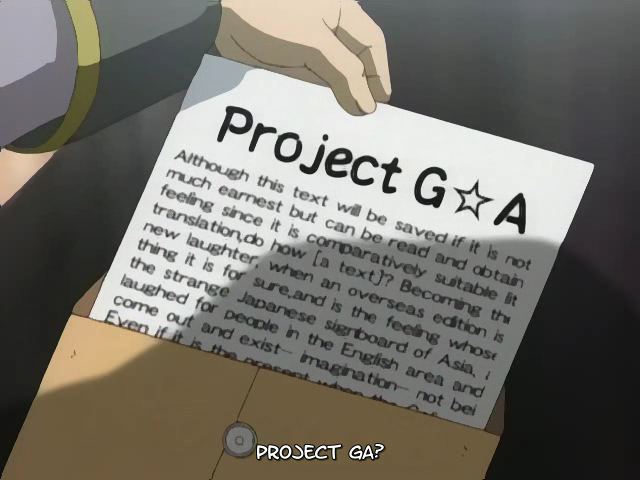 Project G☆A
Although this text will be saved if it is not
much earnest but can be read and obtain
feeling since it is comparatively suitable lit
translation,do how [a text]? Becoming the
new laughter, when an overseas edition is
thing it is for sure,and is the feeling whose
the strange Japanese signboard of Asia,
laughed for people in the English area and
come out and exist— imagination— not bei
Even if it is the present when the
PROJECT GA?